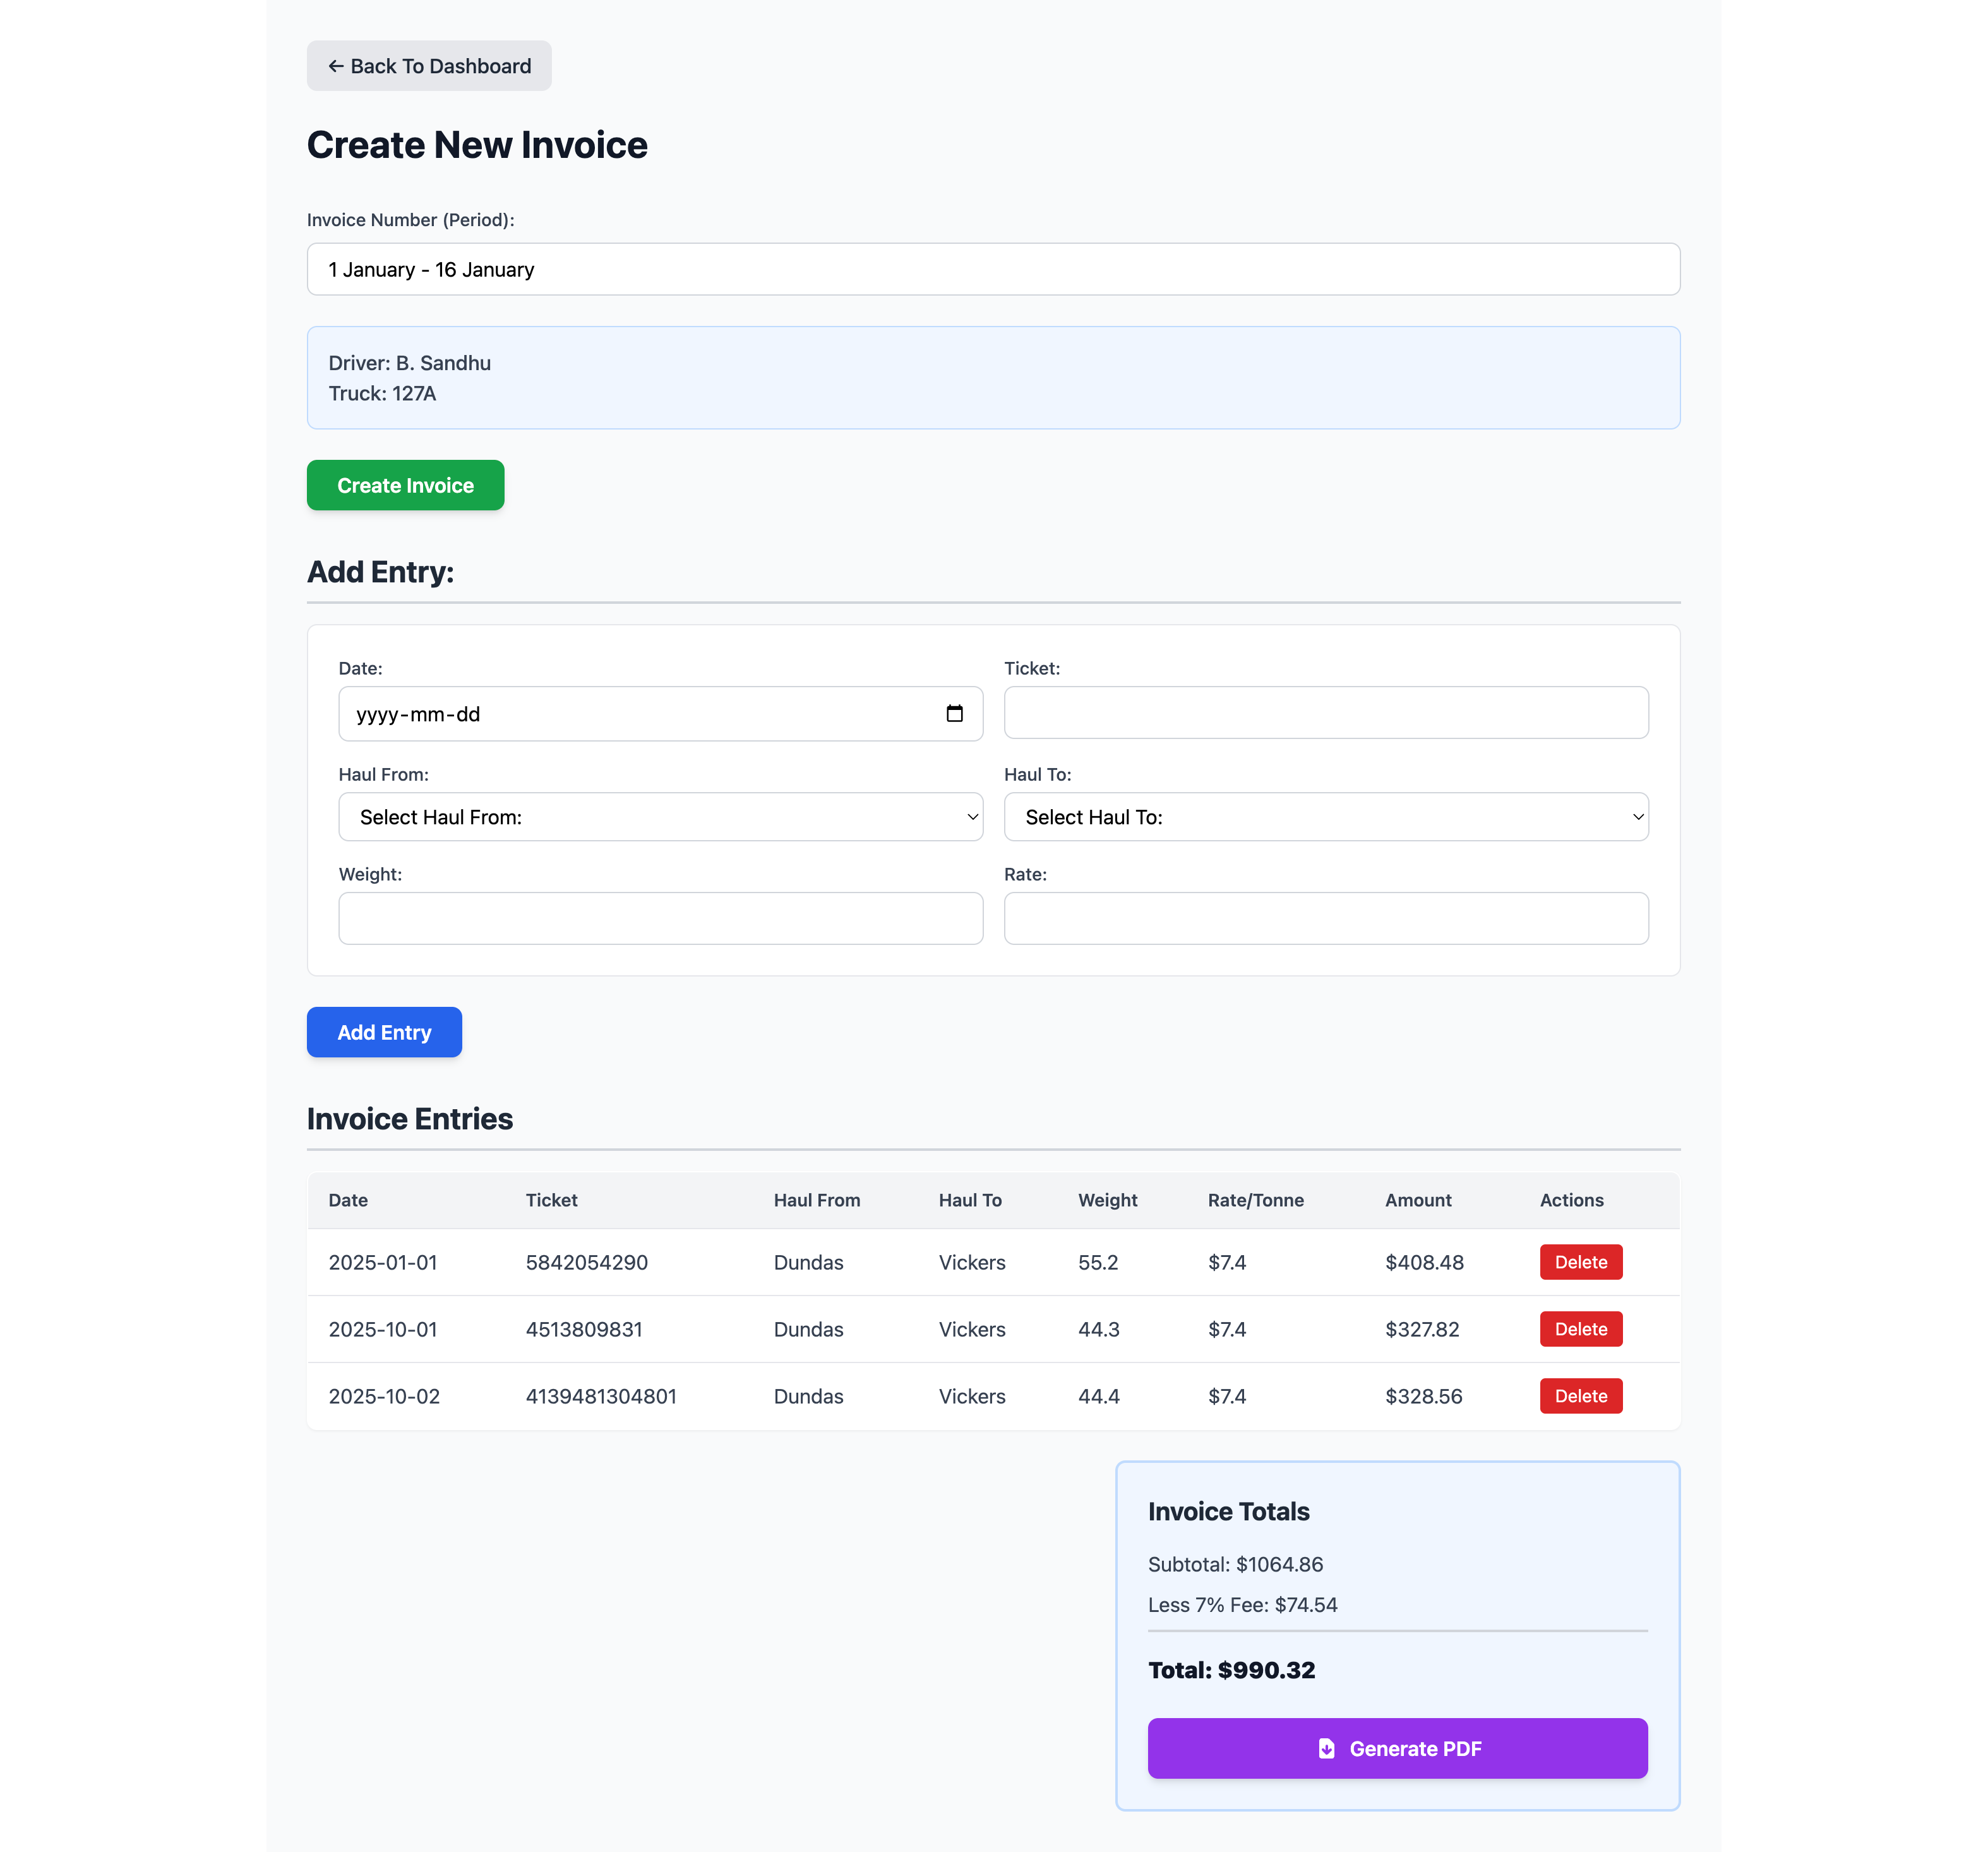 ← Back To Dashboard
Create New Invoice
Invoice Number (Period):
1 January - 16 January
Driver: B. Sandhu
Truck: 127A
Create Invoice
Add Entry:
Date: Ticket:
yyyy-mm-dd
Haul From: Haul To:
Select Haul From: Select Haul To:
Weight: Rate:
Add Entry
Invoice Entries
Date Ticket Haul From Haul To Weight Rate/Tonne Amount Actions
2025-01-01 5842054290 Dundas Vickers 55.2 $7.4 $408.48 Delete
2025-10-01 4513809831 Dundas Vickers 44.3 $7.4 $327.82 Delete
2025-10-02 4139481304801 Dundas Vickers 44.4 $7.4 $328.56 Delete
Invoice Totals
Subtotal: $1064.86
Less 7% Fee: $74.54
Total: $990.32
Generate PDF